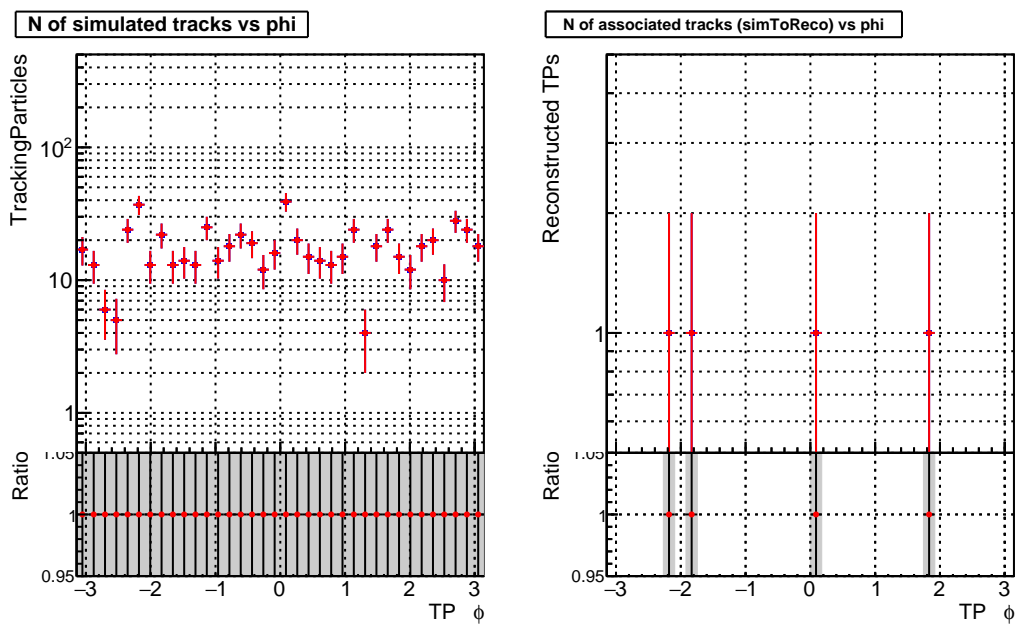 N of simulated tracks vs phi
TrackingParticles
10²
10
1
1.05
Ratio
1
0.95
−3 −2 −1 0 1 2 3
TP ϕ
N of associated tracks (simToReco) vs phi
Reconstructed TPs
1
1.05
Ratio
1
0.95
−3 −2 −1 0 1 2 3
TP ϕ